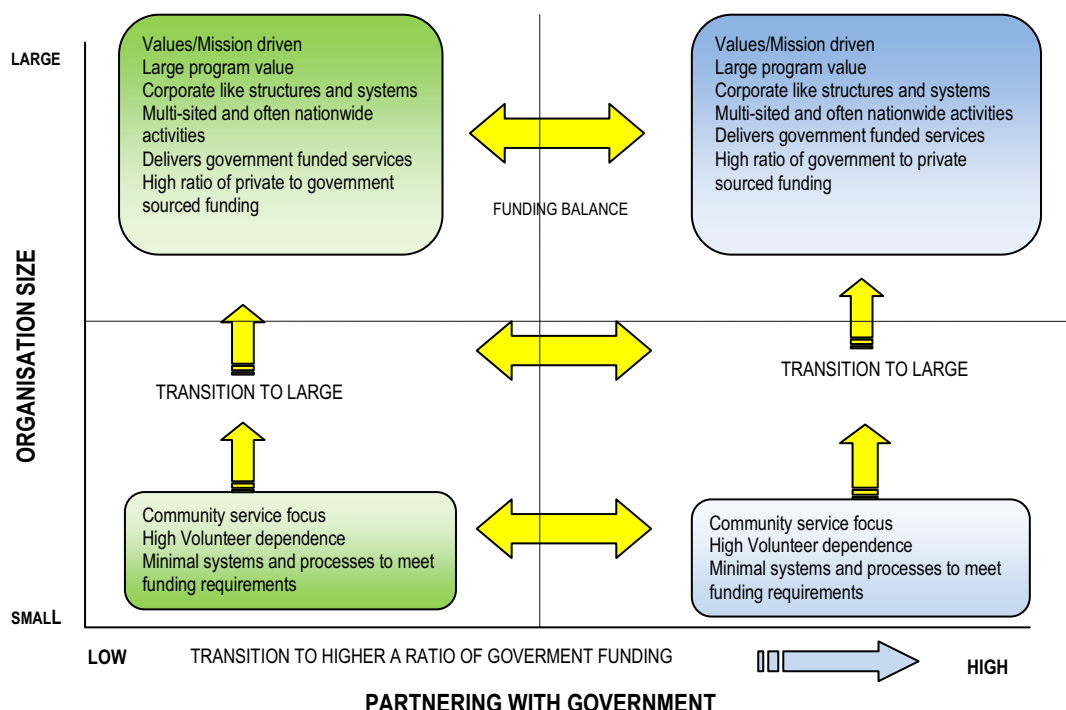 LARGE
Values/Mission driven
Large program value
Corporate like structures and systems
Multi-sited and often nationwide
activities
Delivers government funded services
High ratio of private to government
sourced funding
FUNDING BALANCE
Values/Mission driven
Large program value
Corporate like structures and systems
Multi-sited and often nationwide activities
Delivers government funded services
High ratio of government to private
sourced funding
ORGANISATION SIZE
TRANSITION TO LARGE
TRANSITION TO LARGE
Community service focus
High Volunteer dependence
Minimal systems and processes to meet
funding requirements
Community service focus
High Volunteer dependence
Minimal systems and processes to meet
funding requirements
SMALL
LOW
TRANSITION TO HIGHER A RATIO OF GOVERMENT FUNDING
HIGH
PARTNERING WITH GOVERNMENT